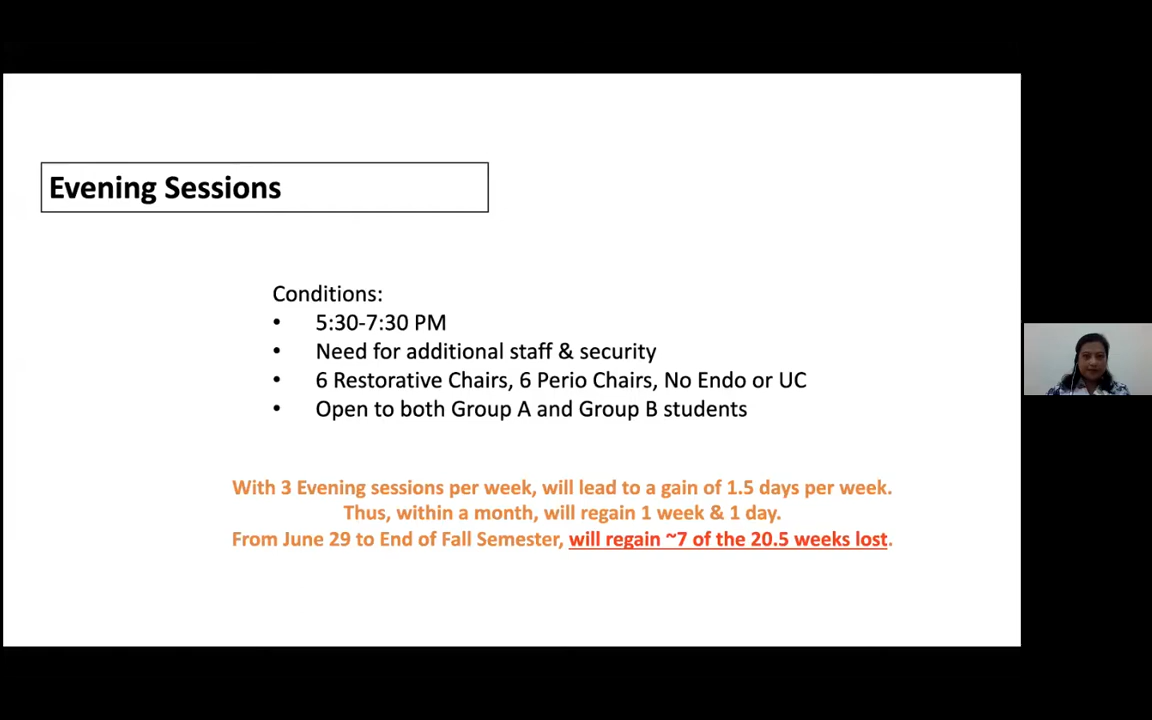 Evening Sessions
Conditions:
• 5:30-7:30 PM
• Need for additional staff & security
• 6 Restorative Chairs, 6 Perio Chairs, No Endo or UC
• Open to both Group A and Group B students
With 3 Evening sessions per week, will lead to a gain of 1.5 days per week.
Thus, within a month, will regain 1 week & 1 day.
From June 29 to End of Fall Semester, will regain ~7 of the 20.5 weeks lost.